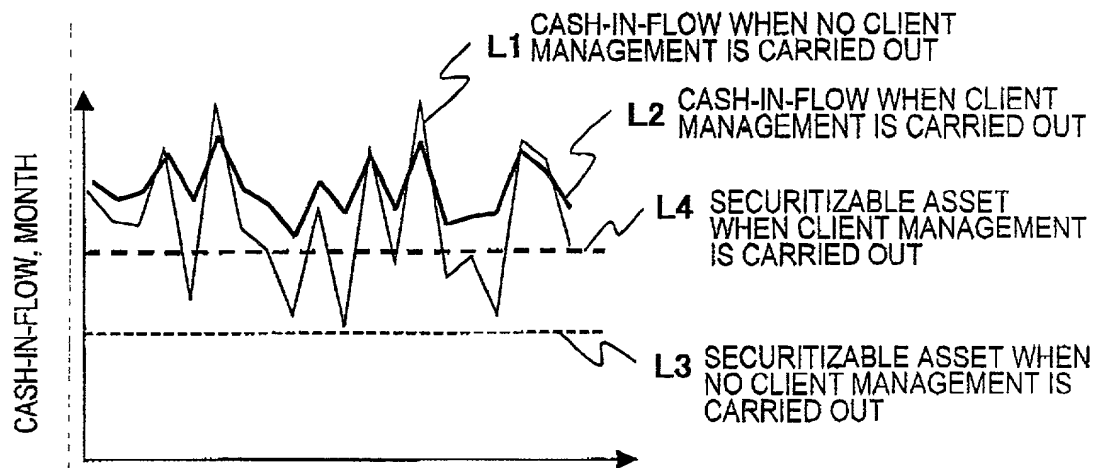 L1 CASH-IN-FLOW WHEN NO CLIENT
MANAGEMENT IS CARRIED OUT
L2 CASH-IN-FLOW WHEN CLIENT
MANAGEMENT IS CARRIED OUT
L4 SECURITIZABLE ASSET
WHEN CLIENT MANAGEMENT
IS CARRIED OUT
L3 SECURITIZABLE ASSET WHEN
NO CLIENT MANAGEMENT IS
CARRIED OUT
CASH-IN-FLOW, MONTH